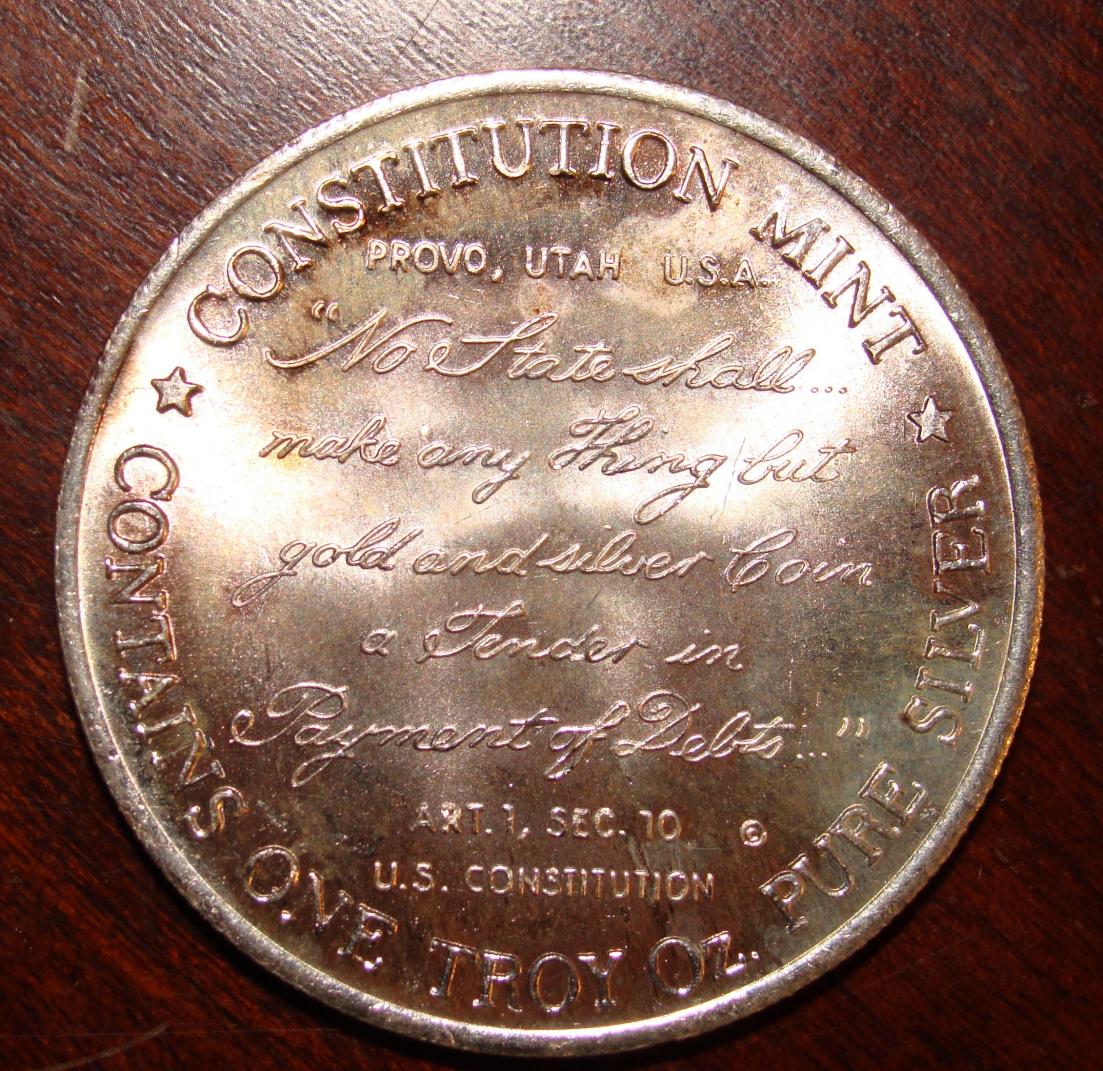 CONSTITUTION MINT
PROVO, UTAH U.S.A.
"No State shall...
make any Thing but
gold and silver Coin
a Tender in
Payment of Debts..."
ART. 1, SEC. 10 ©
U.S. CONSTITUTION
CONTAINS ONE TROY OZ. PURE SILVER